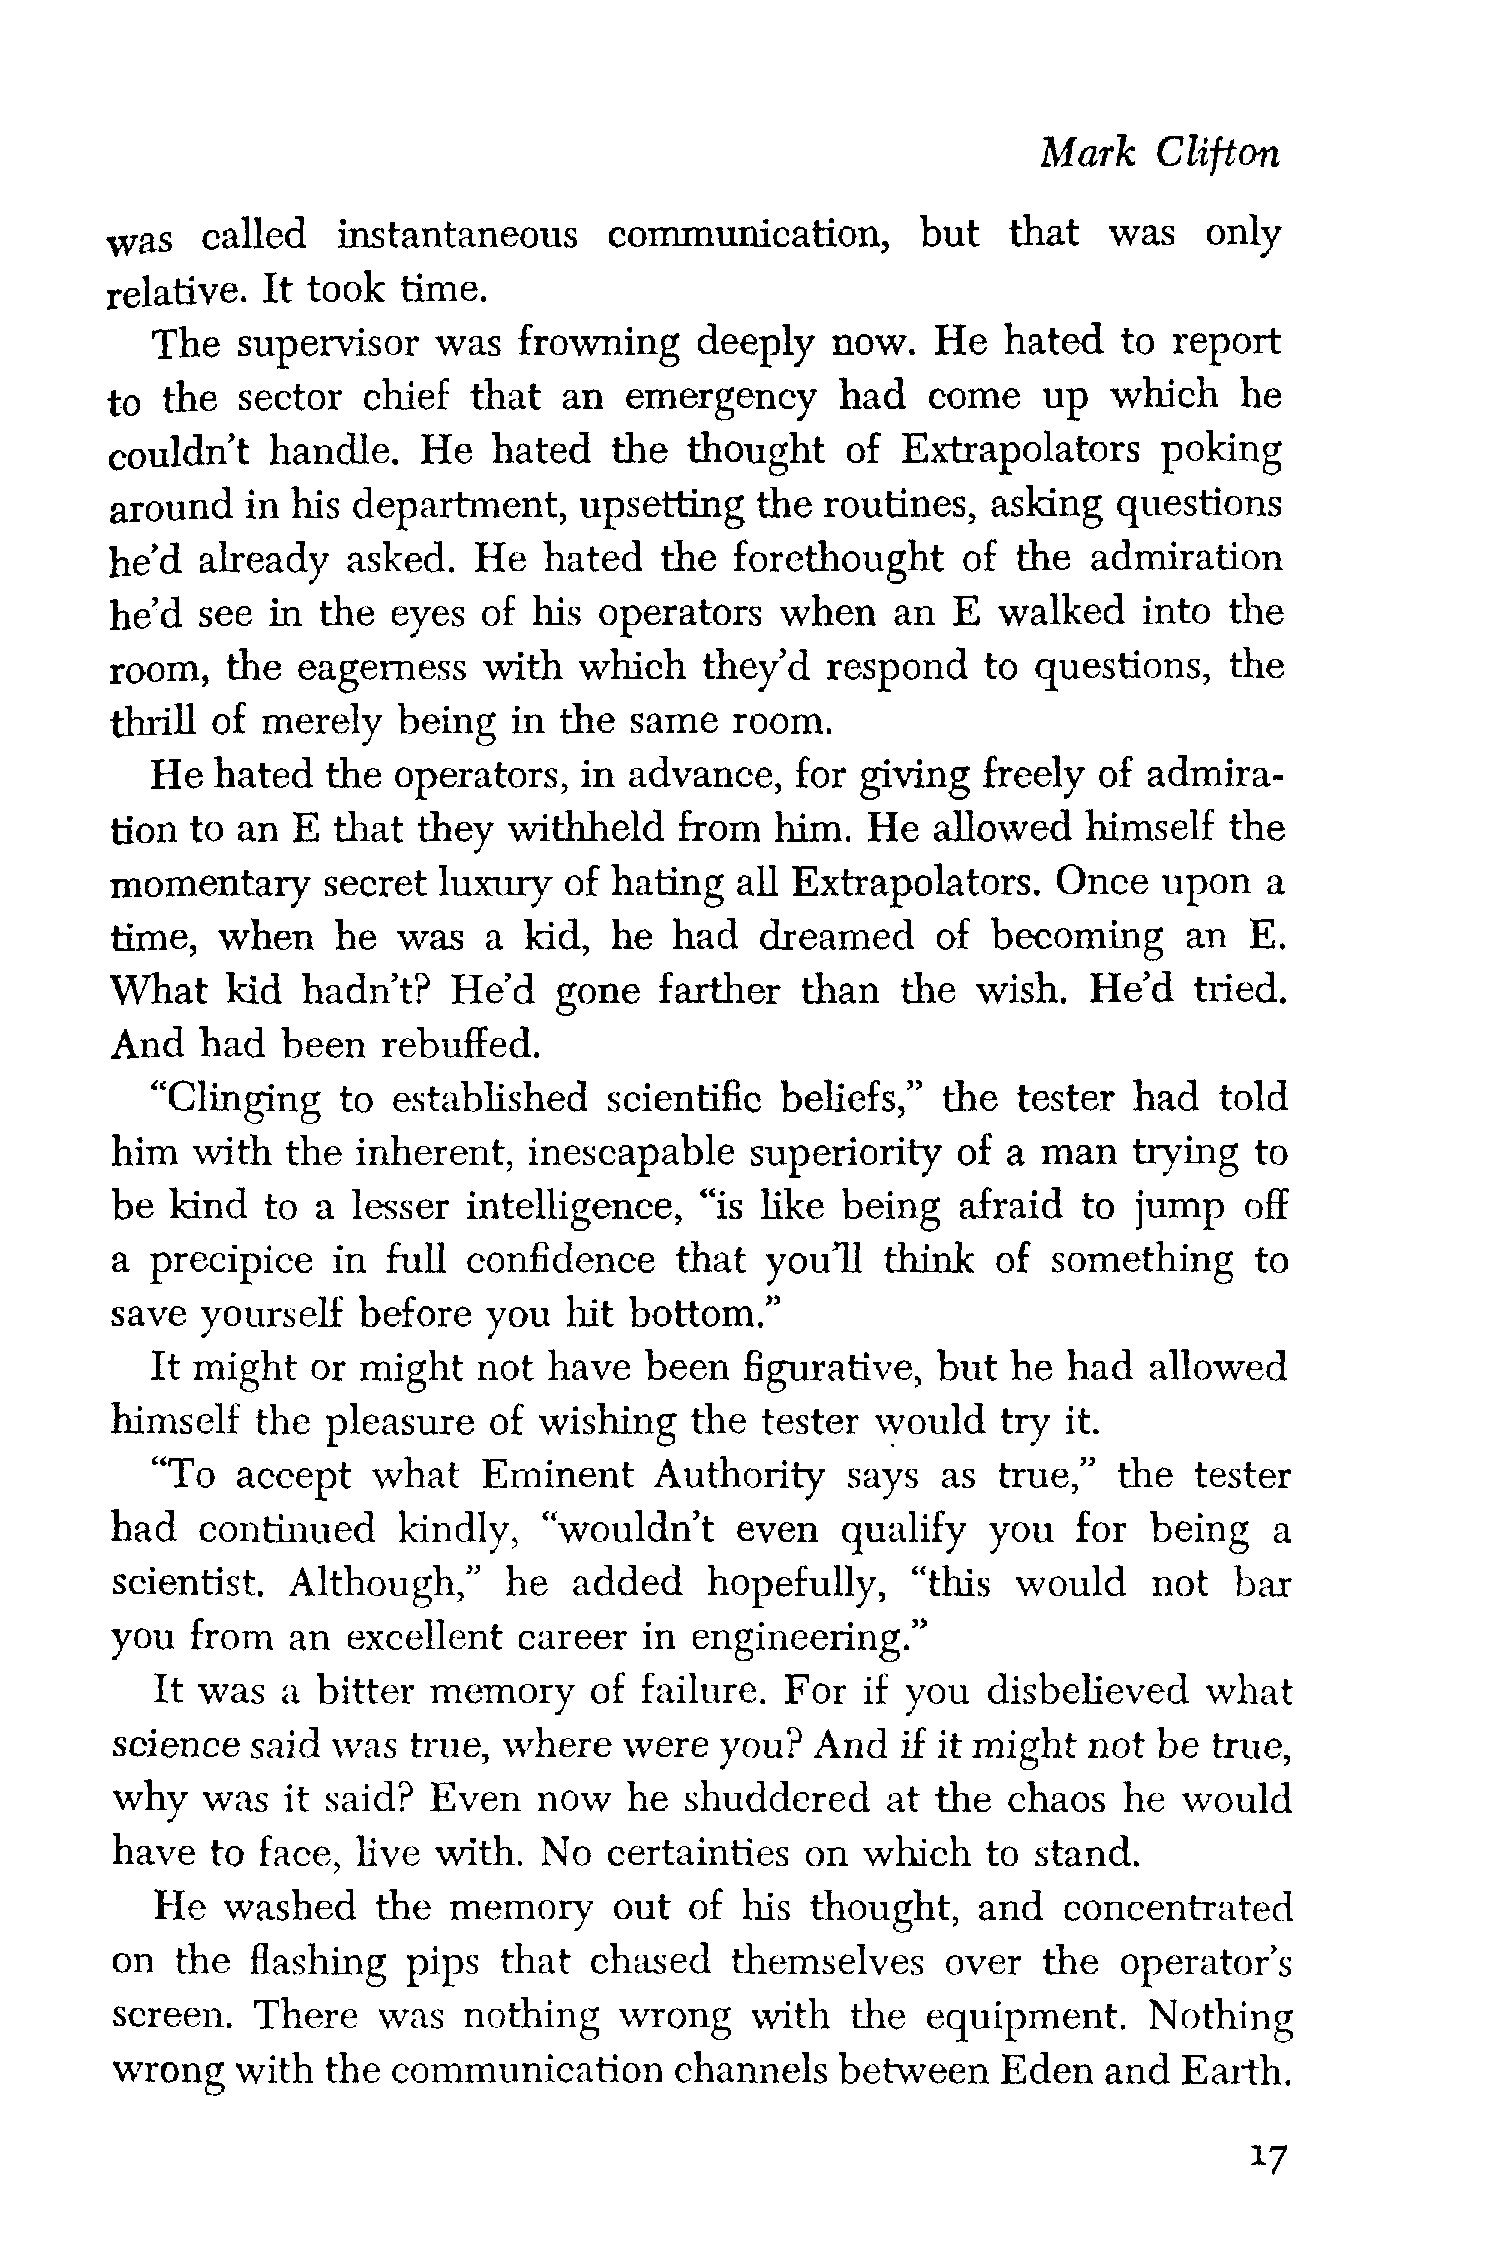 Mark Clifton
was called instantaneous communication, but that was only
relative. It took time.
The supervisor was frowning deeply now. He hated to report
to the sector chief that an emergency had come up which he
couldn't handle. He hated the thought of Extrapolators poking
around in his department, upsetting the routines, asking questions
he'd already asked. He hated the forethought of the admiration
he'd see in the eyes of his operators when an E walked into the
room, the eagerness with which they'd respond to questions, the
thrill of merely being in the same room.
He hated the operators, in advance, for giving freely of admira-
tion to an E that they withheld from him. He allowed himself the
momentary secret luxury of hating all Extrapolators. Once upon a
time, when he was a kid, he had dreamed of becoming an E.
What kid hadn't? He'd gone farther than the wish. He'd tried.
And had been rebuffed.
“Clinging to established scientific beliefs,” the tester had told
him with the inherent, inescapable superiority of a man trying to
be kind to a lesser intelligence, “is like being afraid to jump off
a precipice in full confidence that you'll think of something to
save yourself before you hit bottom.”
It might or might not have been figurative, but he had allowed
himself the pleasure of wishing the tester would try it.
“To accept what Eminent Authority says as true,” the tester
had continued kindly, “wouldn't even qualify you for being a
scientist. Although,” he added hopefully, “this would not bar
you from an excellent career in engineering.”
It was a bitter memory of failure. For if you disbelieved what
science said was true, where were you? And if it might not be true,
why was it said? Even now he shuddered at the chaos he would
have to face, live with. No certainties on which to stand.
He washed the memory out of his thought, and concentrated
on the flashing pips that chased themselves over the operator's
screen. There was nothing wrong with the equipment. Nothing
wrong with the communication channels between Eden and Earth.
17